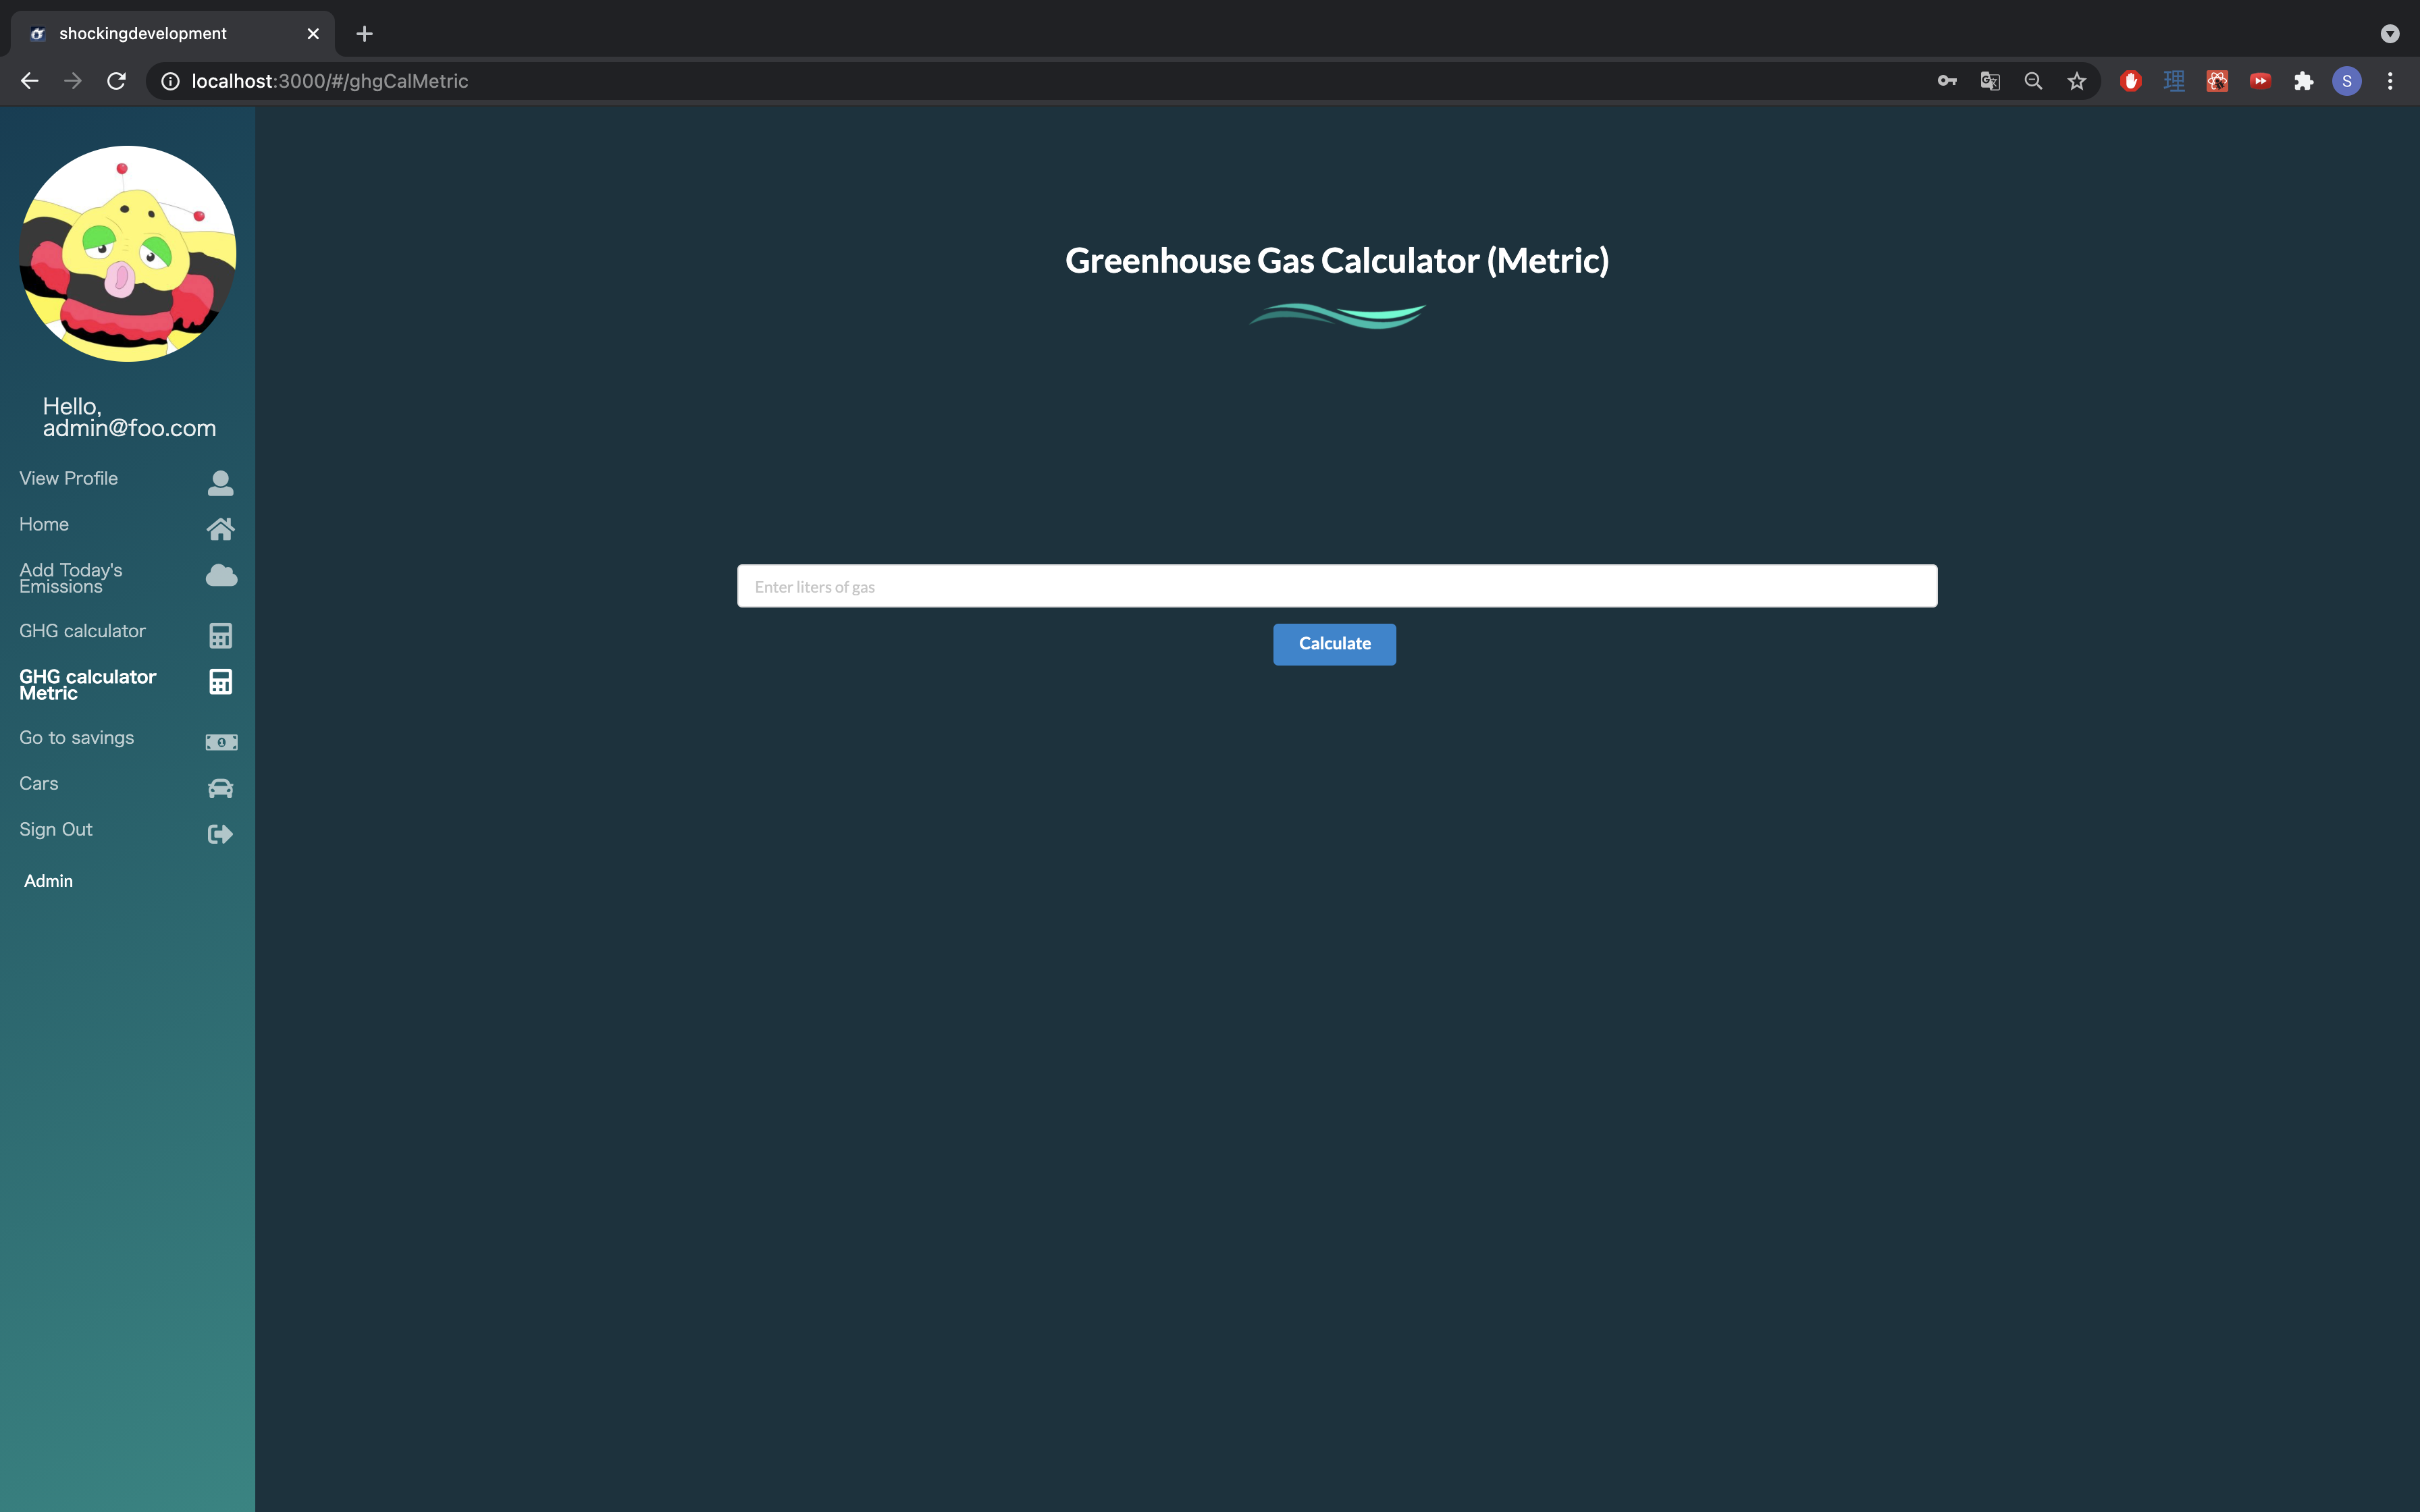 shockingdevelopment
localhost:3000/#/ghgCalMetric
S
Greenhouse Gas Calculator (Metric)
Hello,
admin@foo.com
View Profile
Home
Add Today's
Emissions
GHG calculator
GHG calculator
Metric
Go to savings
1
Cars
Sign Out
Admin
Enter liters of gas
Calculate